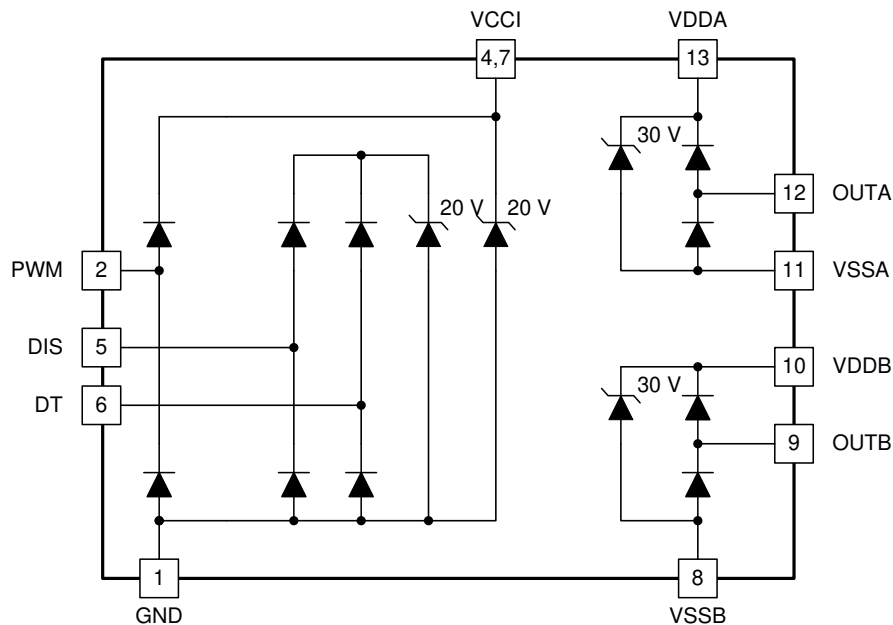 VCCI
VDDA
4,7
13
30 V
12
OUTA
20 V
20 V
PWM
2
11
VSSA
DIS
5
10
VDDB
30 V
DT
6
9
OUTB
1
8
GND
VSSB